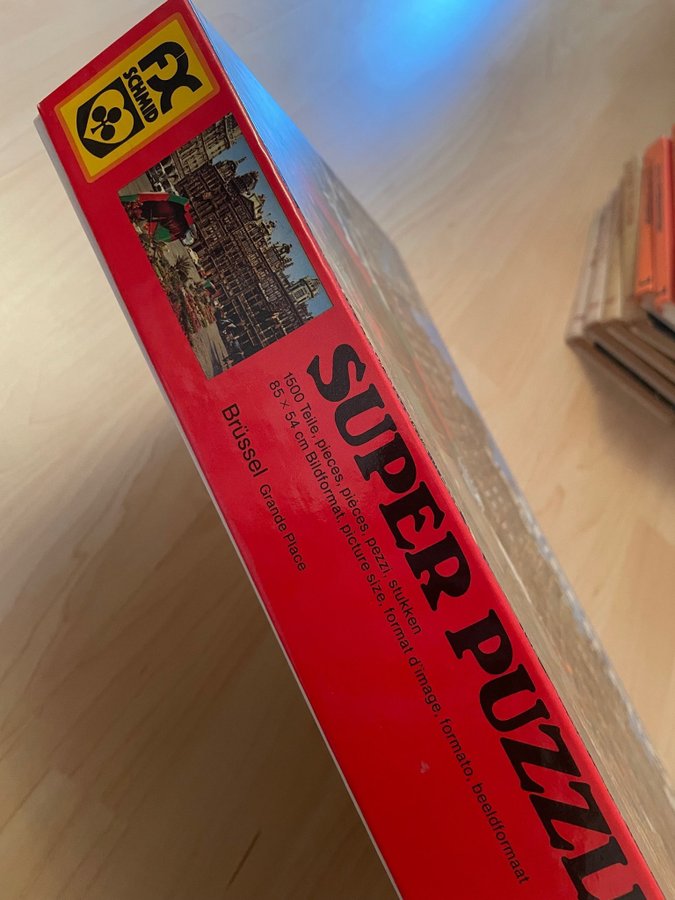 FX
SCHMID
SUPER PUZZL
1500 Teile, pieces, pièces, pezzi, stukken
85 × 54 cm Bildformat, picture size, format d'image, formato, beeldformaat
Brüssel Grande Place